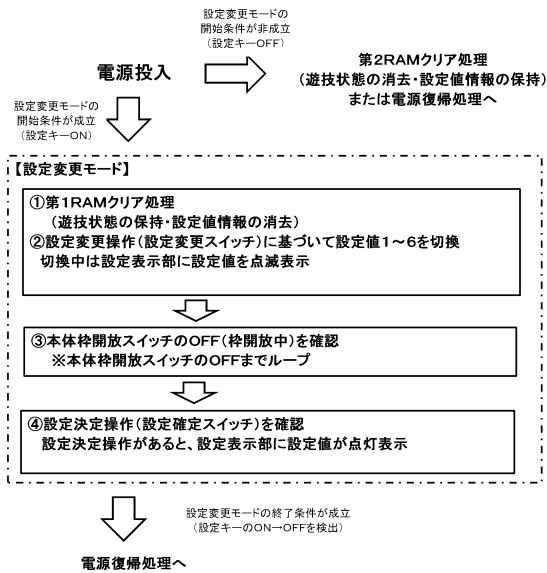 設定変更モードの
開始条件が非成立
(設定キーOFF)
電源投入
第2RAMクリア処理
(遊技状態の消去・設定値情報の保持)
または電源復帰処理へ
設定変更モードの
開始条件が成立
(設定キーON)
【設定変更モード】
①第1RAMクリア処理
(遊技状態の保持・設定値情報の消去)
②設定変更操作(設定変更スイッチ)に基づいて設定値1～6を切換
切換中は設定表示部に設定値を点滅表示
③本体枠開放スイッチのOFF(枠開放中)を確認
※本体枠開放スイッチのOFFまでループ
④設定決定操作(設定確定スイッチ)を確認
設定決定操作があると、設定表示部に設定値が点灯表示
設定変更モードの終了条件が成立
(設定キーのON→OFFを検出)
電源復帰処理へ